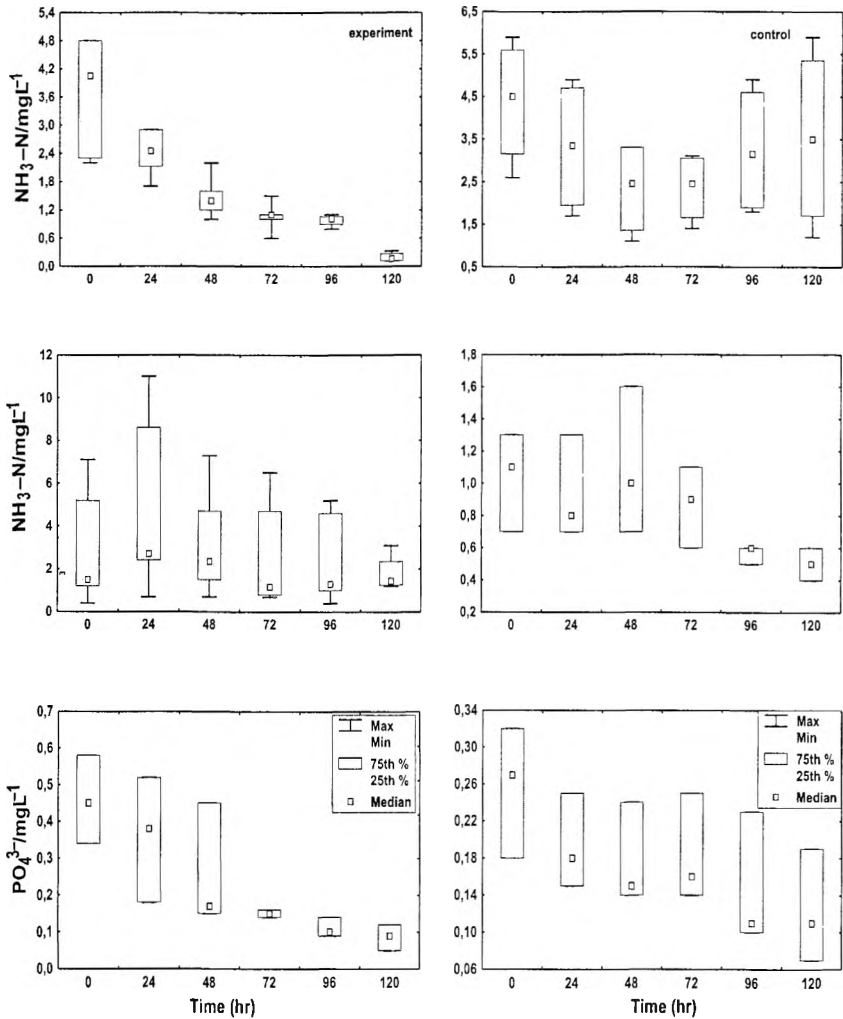 experiment
NH3–N/mgL–1
5,4
4,8
4,2
3,6
3,0
2,4
1,8
1,2
0,6
0,0
0 24 48 72 96 120
control
6,5
5,5
4,5
3,5
2,5
1,5
0,5
0 24 48 72 96 120
NH3–N/mgL–1
12
10
8
6
4
2
0
0 24 48 72 96 120
1,8
1,6
1,4
1,2
1,0
0,8
0,6
0,4
0,2
0 24 48 72 96 120
PO43–/mgL–1
0,7
0,6
0,5
0,4
0,3
0,2
0,1
0,0
Max
Min
75th %
25th %
Median
0 24 48 72 96 120
Time (hr)
0,34
0,30
0,26
0,22
0,18
0,14
0,10
0,06
Max
Min
75th %
25th %
Median
0 24 48 72 96 120
Time (hr)